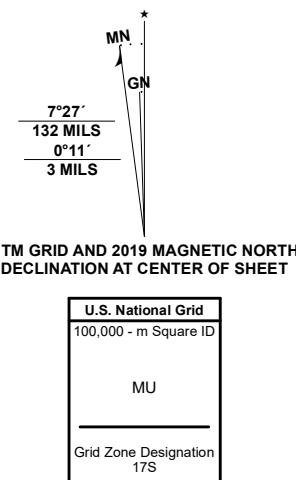 ★
MN
GN
7°27´
132 MILS
0°11´
3 MILS
TM GRID AND 2019 MAGNETIC NORTH
DECLINATION AT CENTER OF SHEET
U.S. National Grid
100,000 - m Square ID
MU
Grid Zone Designation
17S